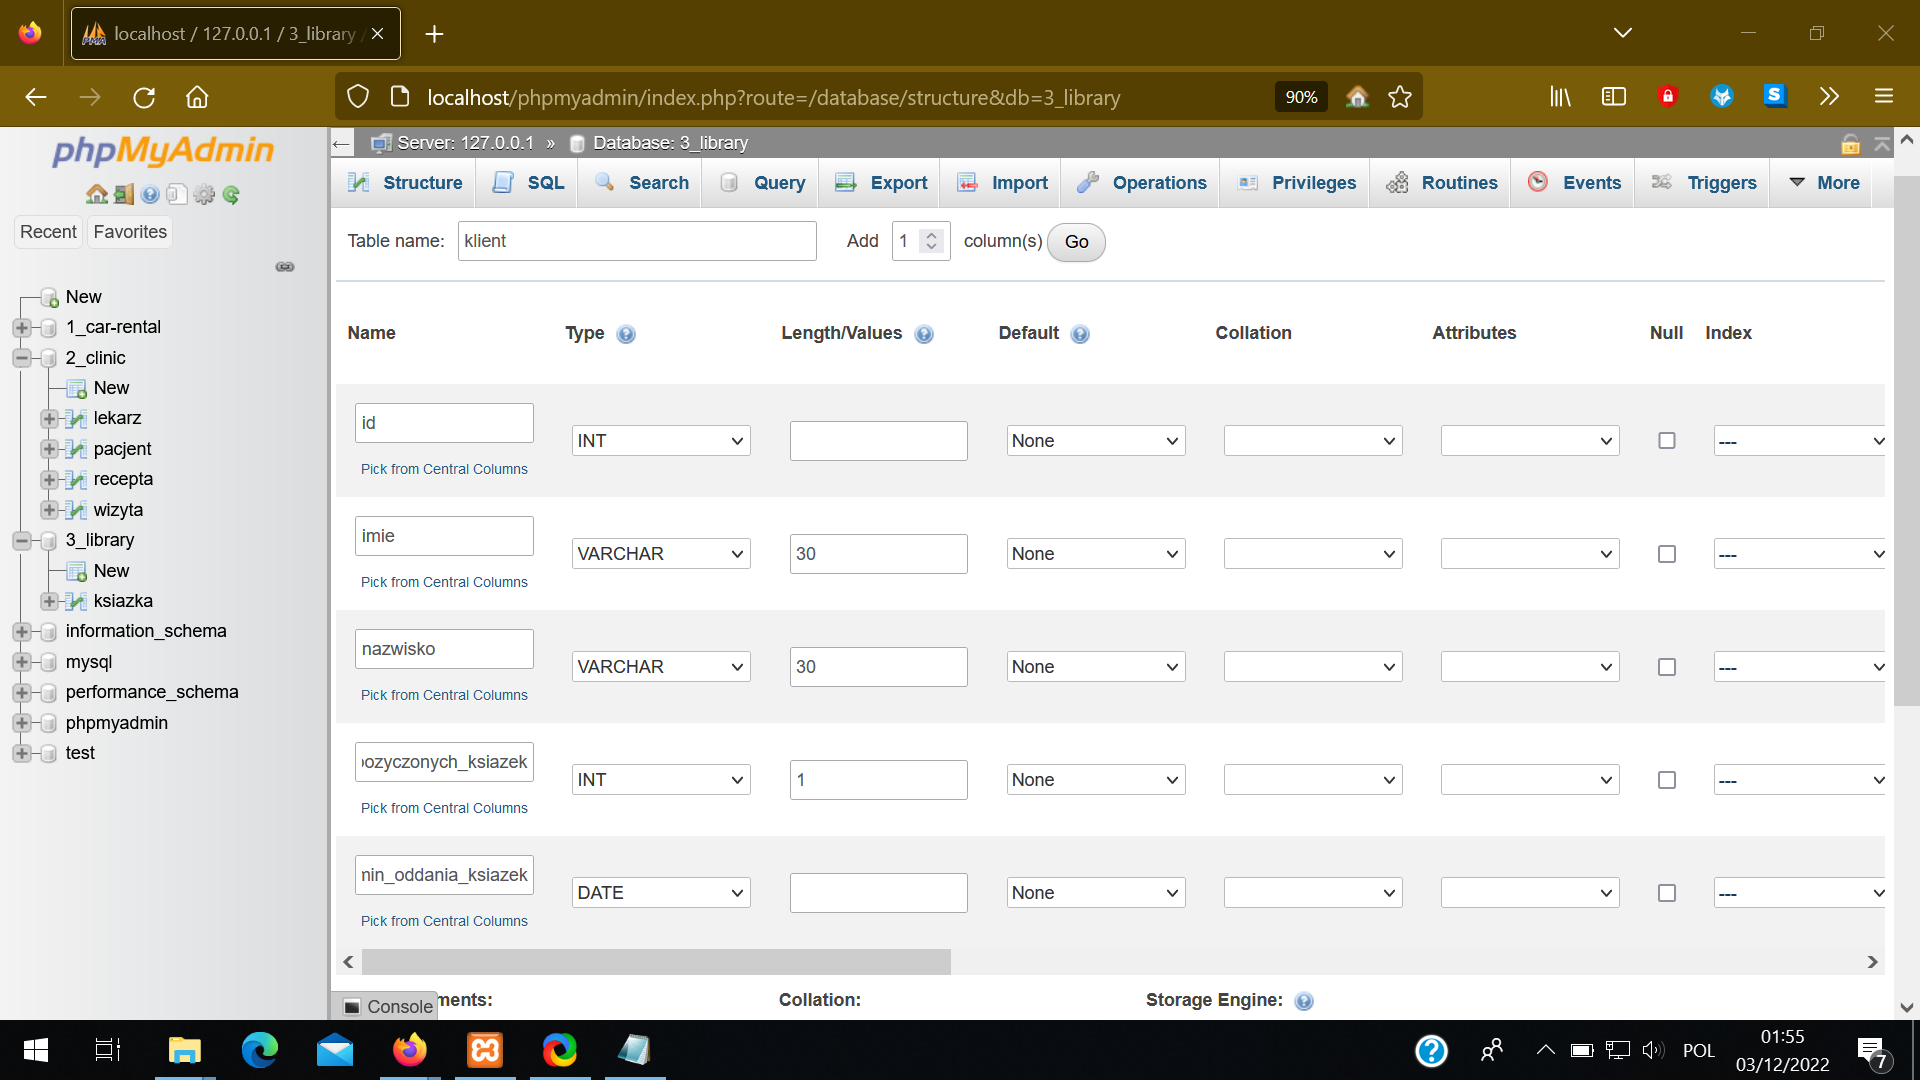 localhost / 127.0.0.1 / 3_library /
localhost/phpmyadmin/index.php?route=/database/structure&db=3_library
90%
phpMyAdmin
Recent
Favorites
New
1_car-rental
2_clinic
New
lekarz
pacjent
recepta
wizyta
3_library
New
ksiazka
information_schema
mysql
performance_schema
phpmyadmin
test
Server: 127.0.0.1 » Database: 3_library
Structure SQL Search Query Export Import Operations Privileges Routines Events Triggers More
Table name: klient Add 1 column(s) Go
Name Type Length/Values Default Collation Attributes Null Index
id INT None ---
Pick from Central Columns
imie VARCHAR 30 None ---
Pick from Central Columns
nazwisko VARCHAR 30 None ---
Pick from Central Columns
ozyczonych_ksiazek INT 1 None ---
Pick from Central Columns
nin_oddania_ksiazek DATE None ---
Pick from Central Columns
Console ments: Collation: Storage Engine:
POL
01:55
03/12/2022
7